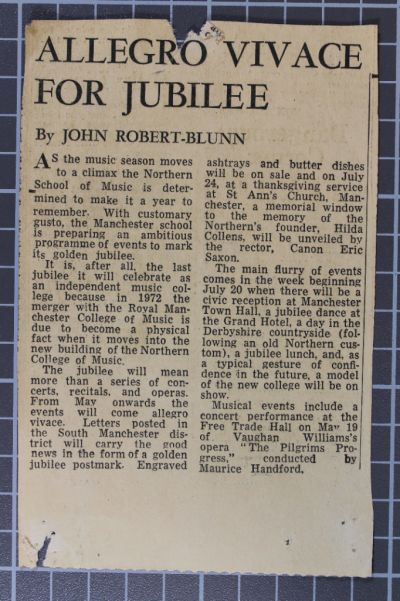 ALLEGRO VIVACE
FOR JUBILEE
By JOHN ROBERT-BLUNN
AS the music season moves
to a climax the Northern
School of Music is deter-
mined to make it a year to
remember. With customary
gusto, the Manchester school
is preparing an ambitious
programme of events to mark
its golden jubilee.
It is, after all, the last
jubilee it will celebrate as
an independent music col-
lege because in 1972 the
merger with the Royal Man-
chester College of Music is
due to become a physical
fact when it moves into the
new building of the Northern
College of Music.
The jubilee will mean
more than a series of con-
certs, recitals, and operas.
From May onwards the
events will come allegro
vivace. Letters posted in
the South Manchester dis-
trict will carry the good
news in the form of a golden
jubilee postmark. Engraved
ashtrays and butter dishes
will be on sale and on July
24, at a thanksgiving service
at St Ann's Church, Man-
chester, a memorial window
to the memory of the
Northern's founder, Hilda
Collens, will be unveiled by
the rector, Canon Eric
Saxon.
The main flurry of events
comes in the week beginning
July 20 when there will be a
civic reception at Manchester
Town Hall, a jubilee dance at
the Grand Hotel, a day in the
Derbyshire countryside (fol-
lowing an old Northern cus-
tom), a jubilee lunch, and, as
a typical gesture of confi-
dence in the future, a model
of the new college will be on
show.
Musical events include a
concert performance at the
Free Trade Hall on May 19
of Vaughan Williams's
opera "The Pilgrims Pro-
gress," conducted by
Maurice Handford.